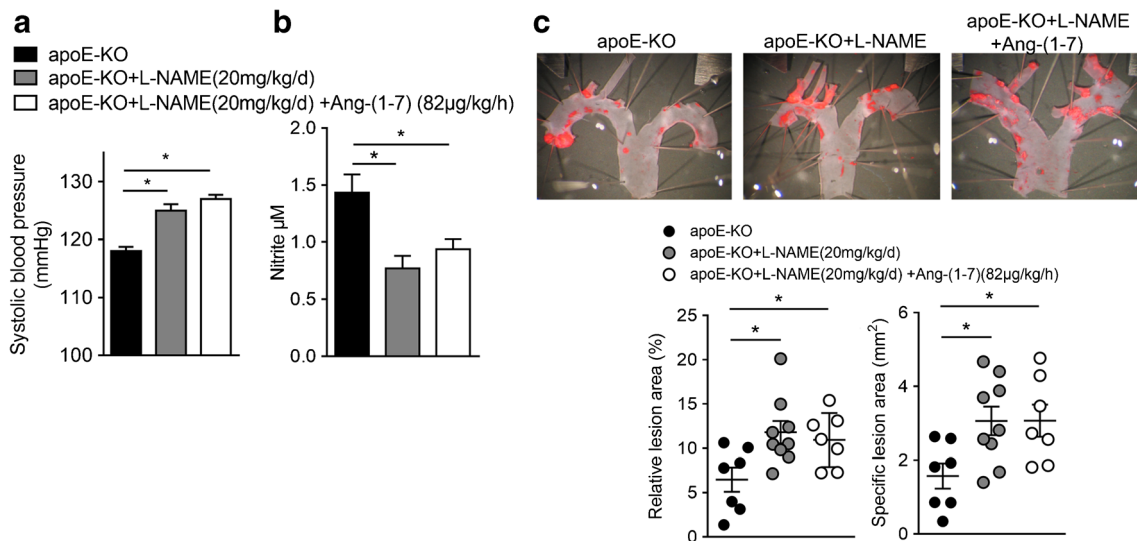 a
apoE-KO
apoE-KO+L-NAME(20mg/kg/d)
apoE-KO+L-NAME(20mg/kg/d) +Ang-(1-7) (82µg/kg/h)
Systolic blood pressure
(mmHg)
130
120
110
100
*
*
b
Nitrite µM
2.0
1.5
1.0
0.5
0.0
*
*
c
apoE-KO
apoE-KO+L-NAME
apoE-KO+L-NAME
+Ang-(1-7)
apoE-KO
apoE-KO+L-NAME(20mg/kg/d)
apoE-KO+L-NAME(20mg/kg/d) +Ang-(1-7)(82µg/kg/h)
Relative lesion area (%)
25
20
15
10
5
0
*
*
Specific lesion area (mm²)
6
4
2
0
*
*